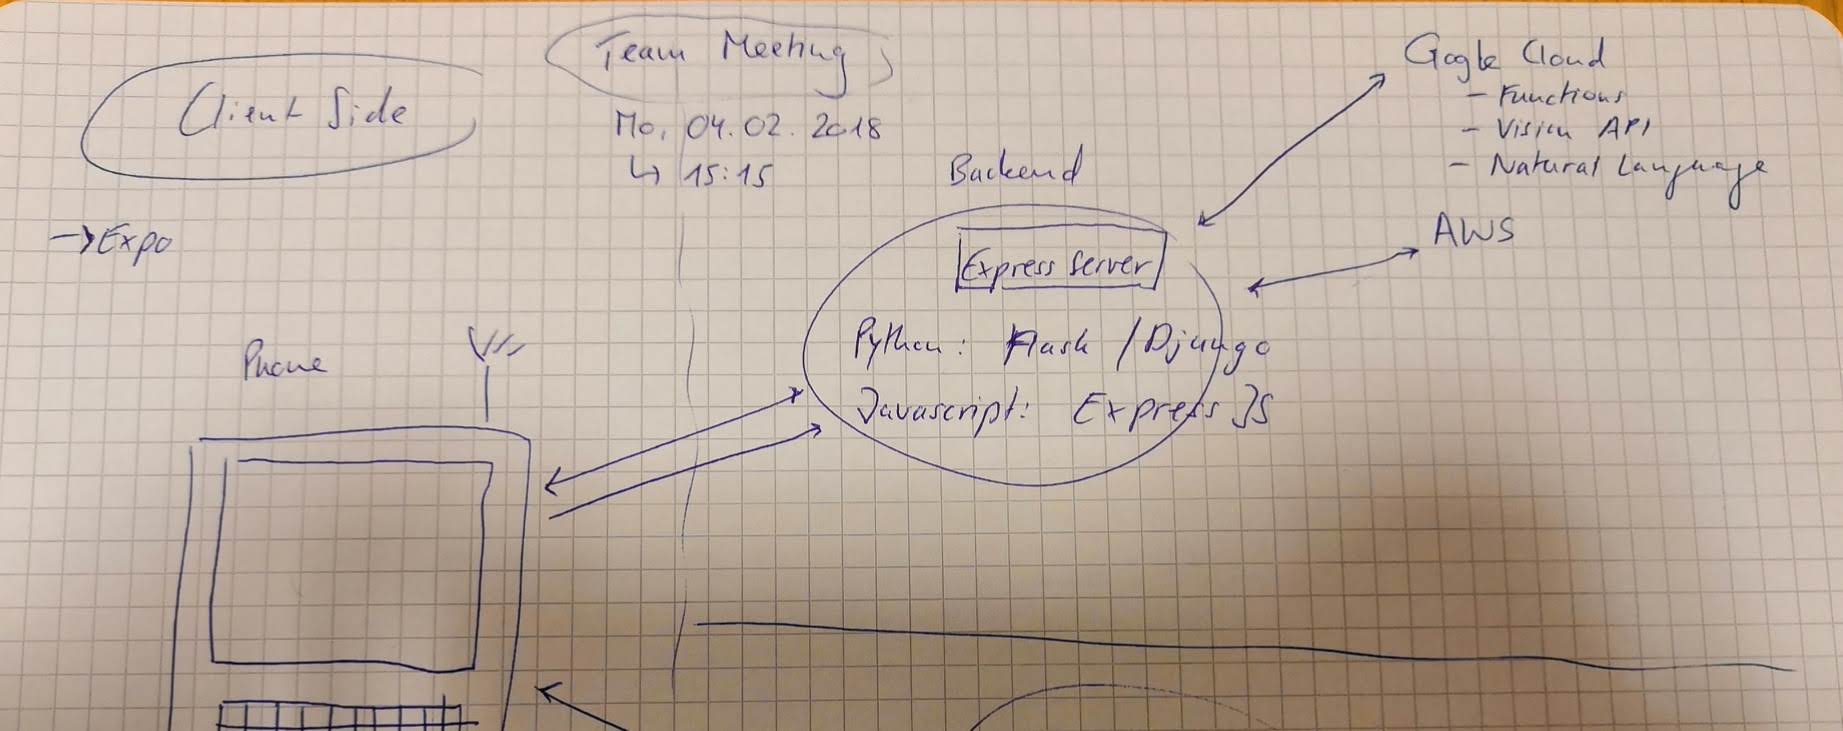 Team Meeting
Mo, 04.02.2018
↳ 15:15
Client Side
→ Expo
Phone
Backend
Express Server
Python: Flask / Django
Javascript: Express JS
Google Cloud
- Functions
- Vision API
- Natural Language
AWS